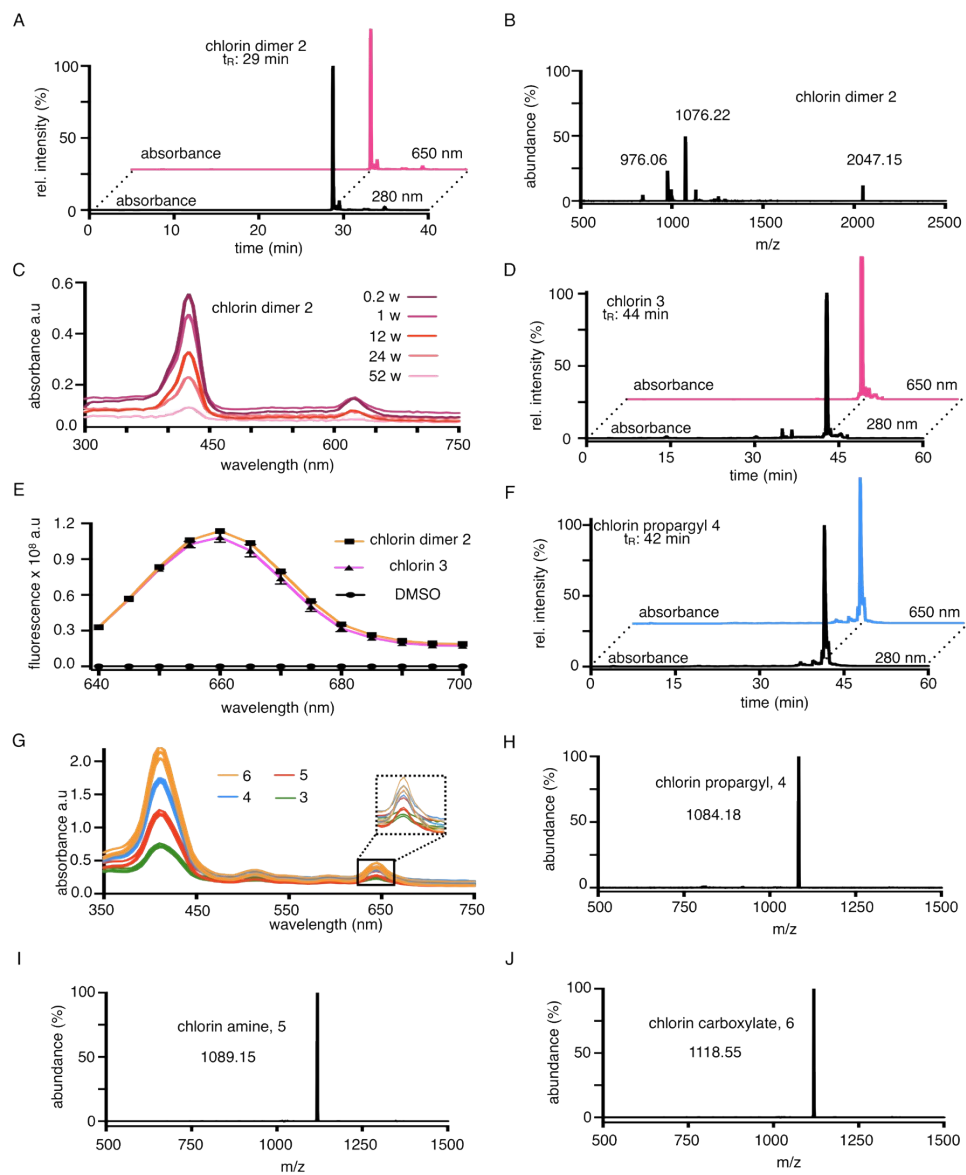 A
chlorin dimer 2
tR: 29 min
rel. intensity (%)
100
50
0
absorbance
650 nm
absorbance
280 nm
0 10 20 30 40
time (min)
B
chlorin dimer 2
abundance (%)
100
50
0
1076.22
976.06
2047.15
500 1000 1500 2000 2500
m/z
C
chlorin dimer 2
absorbance a.u
0.6
0.4
0.2
0.0
0.2 w
1 w
12 w
24 w
52 w
300 450 600 750
wavelength (nm)
D
chlorin 3
tR: 44 min
rel. intensity (%)
100
50
0
absorbance
650 nm
absorbance
280 nm
0 15 30 45 60
time (min)
E
fluorescence x 10⁸ a.u
1.2
0.9
0.6
0.3
0.0
chlorin dimer 2
chlorin 3
DMSO
640 660 680 700
wavelength (nm)
F
chlorin propargyl 4
tR: 42 min
rel. intensity (%)
100
50
0
absorbance
650 nm
absorbance
280 nm
0 15 30 45 60
time (min)
G
absorbance a.u
2.0
1.5
1.0
0.5
0.0
6 5
4 3
350 450 550 650 750
wavelength (nm)
H
chlorin propargyl, 4
1084.18
abundance (%)
100
50
0
500 750 1000 1250 1500
m/z
I
chlorin amine, 5
1089.15
abundance (%)
100
50
0
500 750 1000 1250 1500
m/z
J
chlorin carboxylate, 6
1118.55
abundance (%)
100
50
0
500 750 1000 1250 1500
m/z